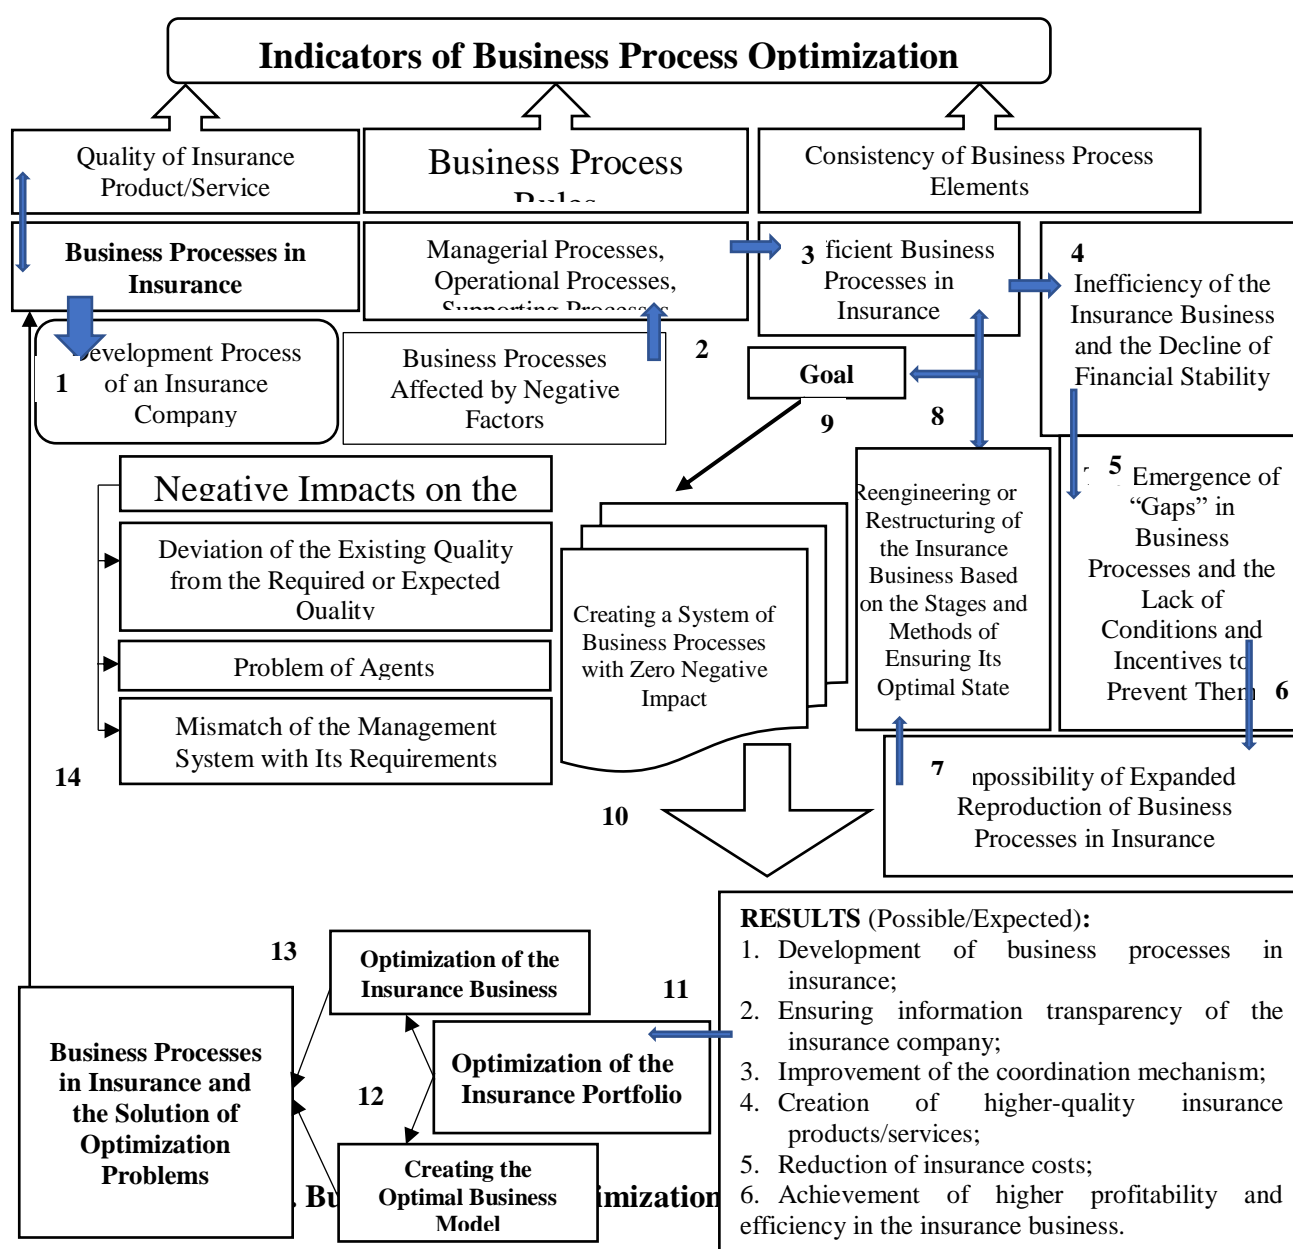 Indicators of Business Process Optimization
Quality of Insurance
Product/Service
Business Process
Rules
Consistency of Business Process
Elements
Business Processes in
Insurance
Managerial Processes,
Operational Processes,
Supporting Processes
3
ficient Business
Processes in
Insurance
4
Inefficiency of the
Insurance Business
and the Decline of
Financial Stability
1
Development Process
of an Insurance
Company
Business Processes
Affected by Negative
Factors
2
Goal
9
8
Negative Impacts on the
Deviation of the Existing Quality
from the Required or Expected
Quality
Problem of Agents
Mismatch of the Management
System with Its Requirements
14
Creating a System of
Business Processes
with Zero Negative
Impact
Reengineering or
Restructuring of
the Insurance
Business Based
on the Stages and
Methods of
Ensuring Its
Optimal State
5
Emergence of
“Gaps” in
Business
Processes and the
Lack of
Conditions and
Incentives to
Prevent Them
6
7
npossibility of Expanded
Reproduction of Business
Processes in Insurance
10
RESULTS (Possible/Expected):
1. Development of business processes in
insurance;
2. Ensuring information transparency of the
insurance company;
3. Improvement of the coordination mechanism;
4. Creation of higher-quality insurance
products/services;
5. Reduction of insurance costs;
6. Achievement of higher profitability and
efficiency in the insurance business.
13
Optimization of the
Insurance Business
11
Optimization of the
Insurance Portfolio
12
Business Processes
in Insurance and
the Solution of
Optimization
Problems
Creating the
Optimal Business
Model
. Bu imization